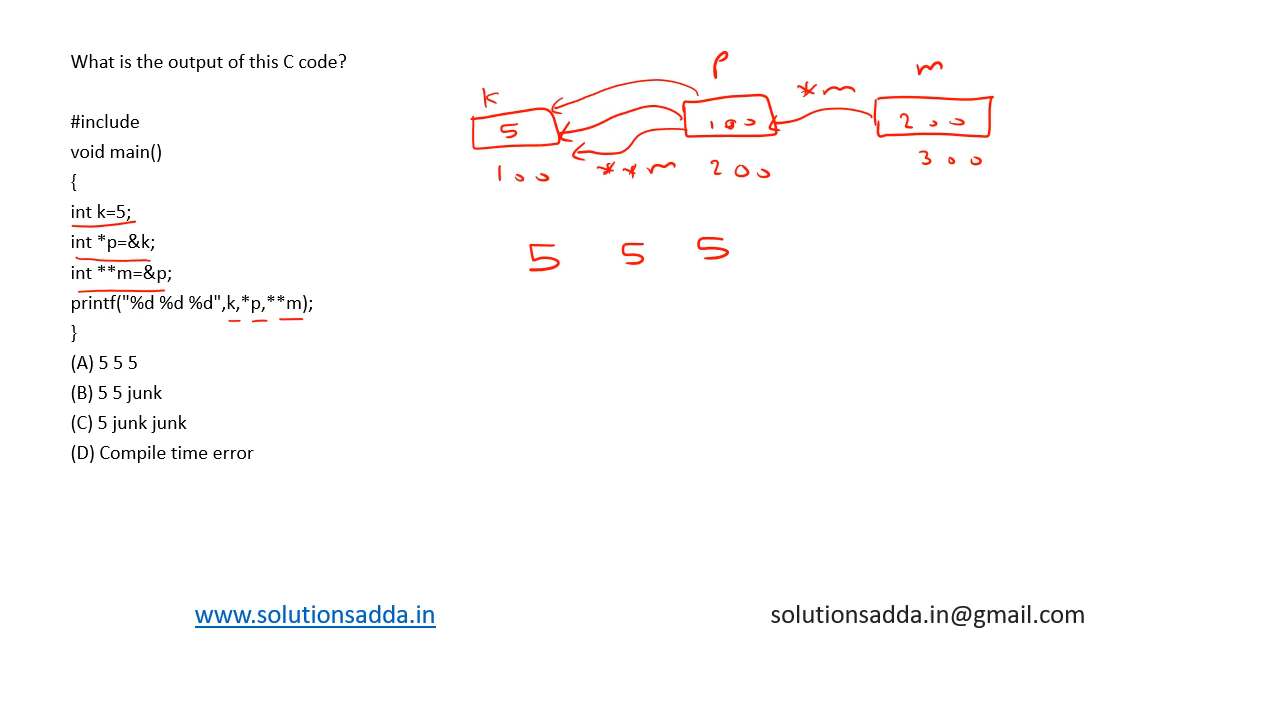 What is the output of this C code?
#include
void main()
{
int k=5;
int *p=&k;
int **m=&p;
printf("%d %d %d",k,*p,**m);
}
(A) 5 5 5
(B) 5 5 junk
(C) 5 junk junk
(D) Compile time error
k
5
100
p
100
200
*m
**m
m
200
300
5 5 5
www.solutionsadda.in
solutionsadda.in@gmail.com